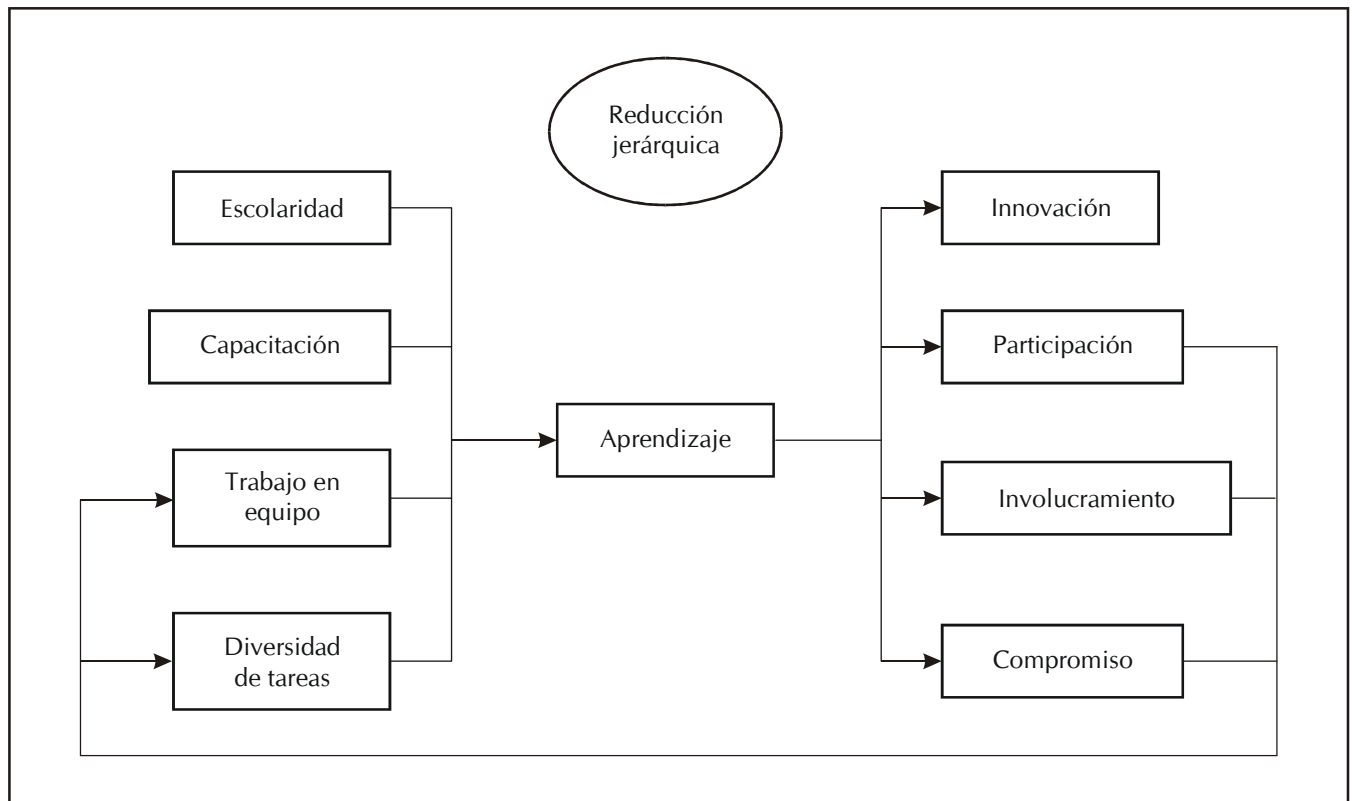 Reducción
jerárquica
Escolaridad
Innovación
Capacitación
Participación
Aprendizaje
Trabajo en
equipo
Involucramiento
Diversidad
de tareas
Compromiso